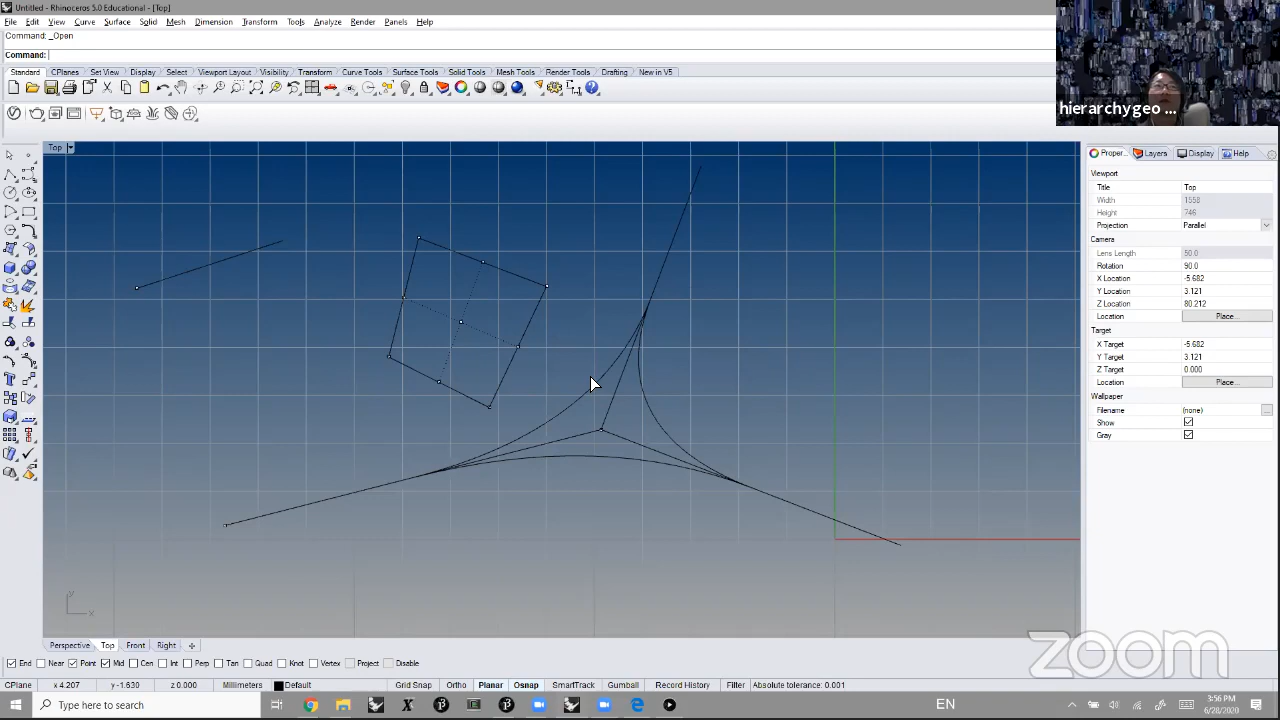 Untitled - Rhinoceros 5.0 Educational - [Top]
File Edit View Curve Surface Solid Mesh Dimension Transform Tools Analyze Render Panels Help
Command: _Open
Command:
Standard CPlanes Set View Display Select Viewport Layout Visibility Transform Curve Tools Surface Tools Solid Tools Mesh Tools Render Tools Drafting New in V5
hierarchygeo ...
Top
Proper... Layers Display Help
Viewport
Title Top
Width 1558
Height 746
Projection Parallel
Camera
Lens Length 50.0
Rotation 90.0
X Location -5.682
Y Location 3.121
Z Location 80.212
Location Place...
Target
X Target -5.682
Y Target 3.121
Z Target 0.000
Location Place...
Wallpaper
Filename (none) ...
Show
Gray
y
x
Perspective Top Front Right
End Near Point Mid Cen Int Perp Tan Quad Knot Vertex Project Disable
zoom
CPlane x 4.207 y -1.630 z 0.000 Millimeters Default Grid Snap Ortho Planar Osnap SmartTrack Gumball Record History Filter Absolute tolerance: 0.001
Type here to search
EN
3:56 PM
6/28/2020